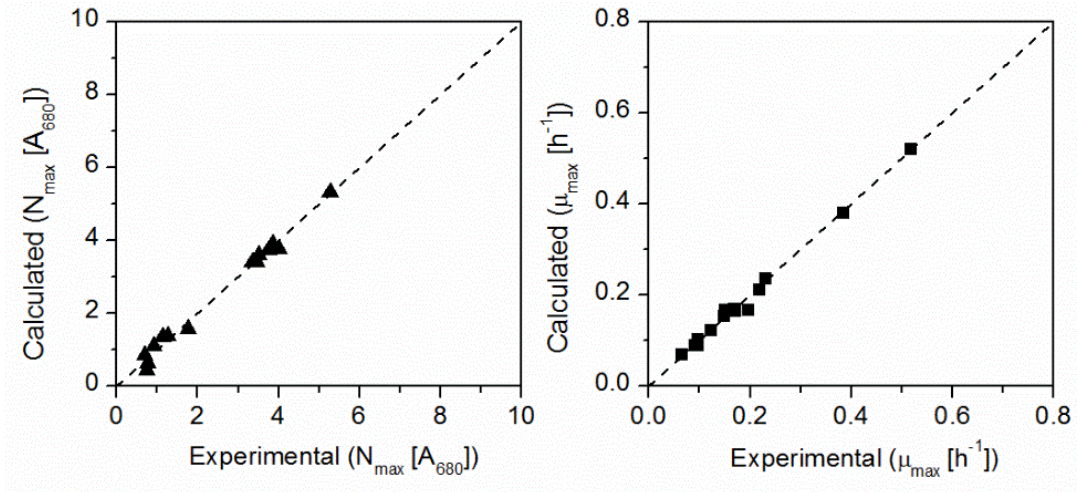 10
8
6
4
2
0
Calculated (N_max [A_680])
0 2 4 6 8 10
Experimental (N_max [A_680])
0.8
0.6
0.4
0.2
0.0
Calculated (μ_max [h^-1])
0.0 0.2 0.4 0.6 0.8
Experimental (μ_max [h^-1])